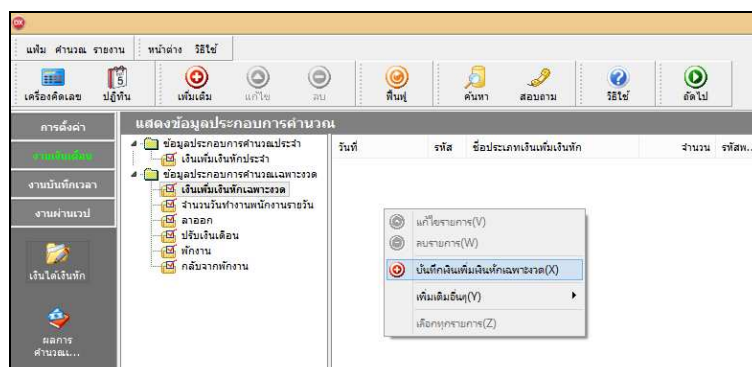 แฟ้ม คำนวณ รายงาน หน้าต่าง วิธีใช้
เครื่องคิดเลข ปฏิทิน เพิ่มเติม แก้ไข ลบ ฟื้นฟู ค้นหา สอบถาม วิธีใช้ ถัดไป
การตั้งค่า
งานเงินเดือน
งานบันทึกเวลา
งานผ่านเวป
เงินได้เงินหัก
ผลการ
คำนวณ...
แสดงข้อมูลประกอบการคำนวณ
ข้อมูลประกอบการคำนวณประจำ
เงินเพิ่มเงินหักประจำ
ข้อมูลประกอบการคำนวณเฉพาะงวด
เงินเพิ่มเงินหักเฉพาะงวด
จำนวนวันทำงานพนักงานรายวัน
ลาออก
ปรับเงินเดือน
พักงาน
กลับจากพักงาน
วันที่ รหัส ชื่อประเภทเงินเพิ่มเงินหัก จำนวน รหัสพ...
แก้ไขรายการ(V)
ลบรายการ(W)
บันทึกเงินเพิ่มเงินหักเฉพาะงวด(X)
เพิ่มเติมอื่นๆ(Y)
เลือกทุกรายการ(Z)